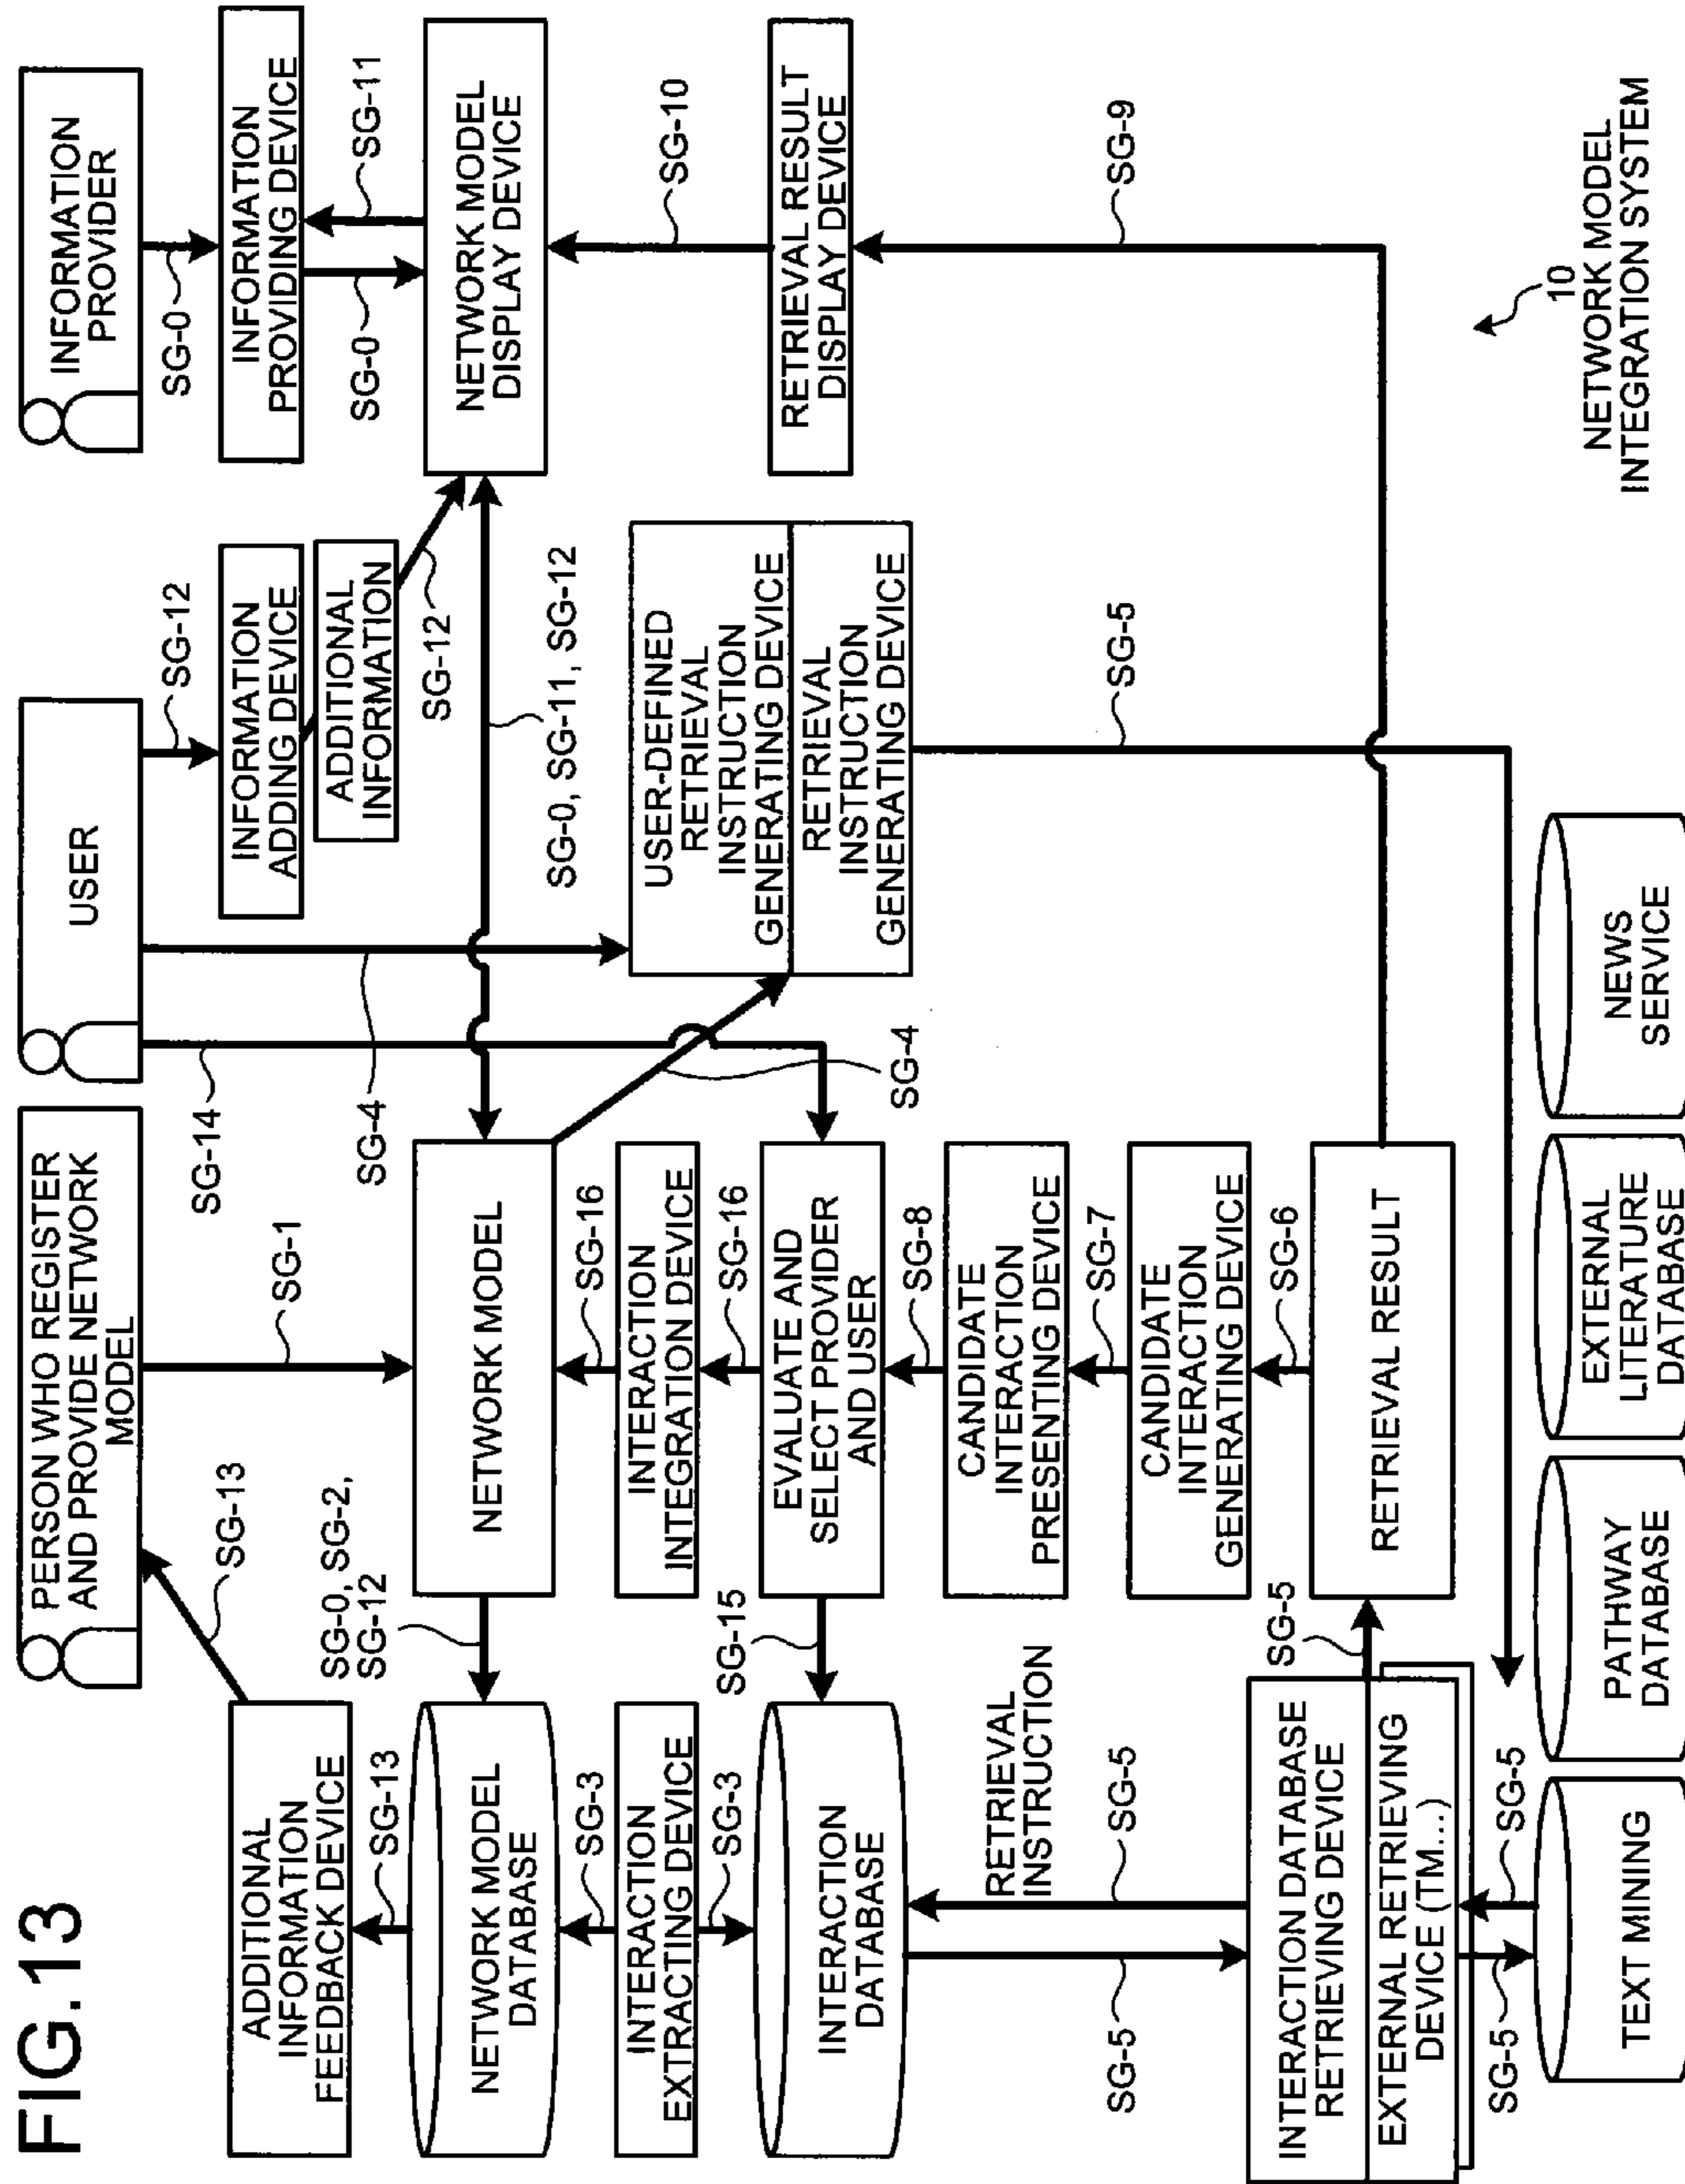 FIG.13
PERSON WHO REGISTER
AND PROVIDE NETWORK
MODEL
USER
INFORMATION
PROVIDER
SG-13
SG-1
SG-14
SG-4
SG-12
SG-0
ADDITIONAL
INFORMATION
FEEDBACK DEVICE
INFORMATION
ADDING DEVICE
ADDITIONAL
INFORMATION
INFORMATION
PROVIDING DEVICE
SG-13
SG-0, SG-2,
SG-12
SG-12
SG-0
SG-11
NETWORK MODEL
DATABASE
NETWORK MODEL
SG-0, SG-11, SG-12
NETWORK MODEL
DISPLAY DEVICE
SG-3
SG-16
SG-10
INTERACTION
EXTRACTING DEVICE
INTERACTION
INTEGRATION DEVICE
USER-DEFINED
RETRIEVAL
INSTRUCTION
GENERATING DEVICE
RETRIEVAL
INSTRUCTION
GENERATING DEVICE
SG-3
SG-15
SG-16
SG-4
INTERACTION
DATABASE
EVALUATE AND
SELECT PROVIDER
AND USER
RETRIEVAL RESULT
DISPLAY DEVICE
SG-8
CANDIDATE
INTERACTION
PRESENTING DEVICE
RETRIEVAL
INSTRUCTION
SG-7
SG-5
SG-5
SG-5
SG-9
CANDIDATE
INTERACTION
GENERATING DEVICE
SG-6
INTERACTION DATABASE
RETRIEVING DEVICE
EXTERNAL RETRIEVING
DEVICE (TM...)
SG-5
RETRIEVAL RESULT
SG-5
SG-5
TEXT MINING
PATHWAY
DATABASE
EXTERNAL
LITERATURE
DATABASE
NEWS
SERVICE
10
NETWORK MODEL
INTEGRATION SYSTEM